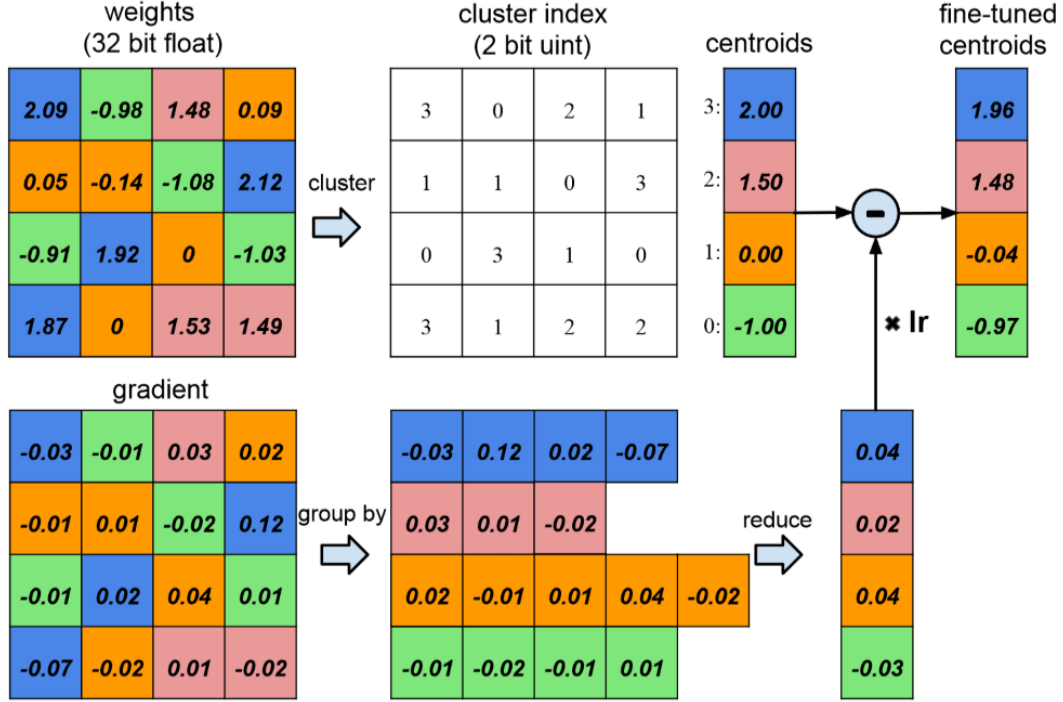 weights
(32 bit float)
cluster index
(2 bit uint)
centroids
fine-tuned
centroids
2.09 -0.98 1.48 0.09
0.05 -0.14 -1.08 2.12
-0.91 1.92 0 -1.03
1.87 0 1.53 1.49
cluster
3 0 2 1
1 1 0 3
0 3 1 0
3 1 2 2
3: 2.00
2: 1.50
1: 0.00
0: -1.00
-
× lr
1.96
1.48
-0.04
-0.97
gradient
-0.03 -0.01 0.03 0.02
-0.01 0.01 -0.02 0.12
-0.01 0.02 0.04 0.01
-0.07 -0.02 0.01 -0.02
group by
-0.03 0.12 0.02 -0.07
0.03 0.01 -0.02
0.02 -0.01 0.01 0.04 -0.02
-0.01 -0.02 -0.01 0.01
reduce
0.04
0.02
0.04
-0.03